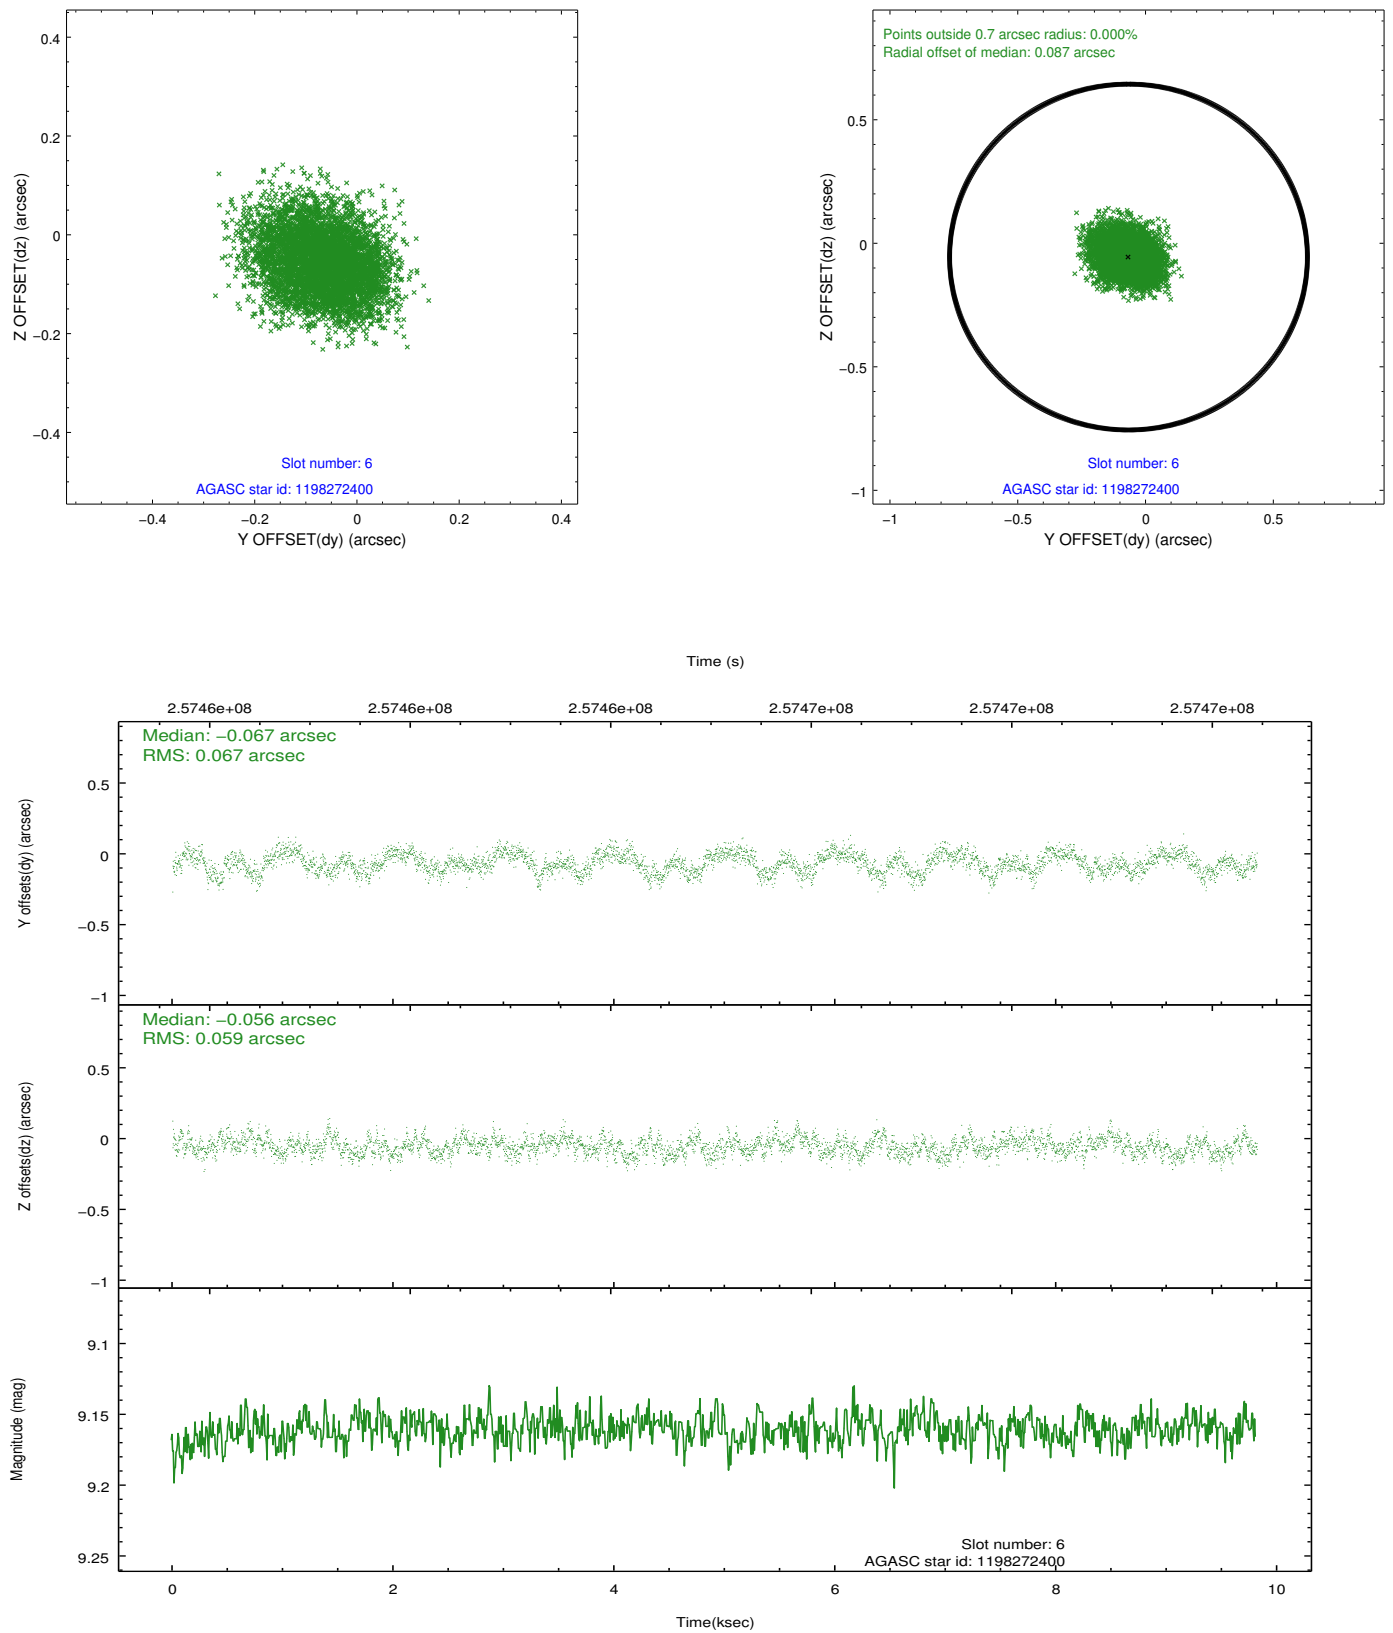 0.4
0.2
0
−0.2
−0.4
Z OFFSET(dz) (arcsec)
Slot number: 6
AGASC star id: 1198272400
−0.4
−0.2
0
0.2
0.4
Y OFFSET(dy) (arcsec)
Points outside 0.7 arcsec radius: 0.000%
Radial offset of median: 0.087 arcsec
0.5
0
−0.5
−1
Z OFFSET(dz) (arcsec)
Slot number: 6
AGASC star id: 1198272400
−1
−0.5
0
0.5
Y OFFSET(dy) (arcsec)
Time (s)
2.5746e+08
2.5746e+08
2.5746e+08
2.5747e+08
2.5747e+08
2.5747e+08
Median: −0.067 arcsec
RMS: 0.067 arcsec
0.5
0
−0.5
−1
Y offsets(dy) (arcsec)
Median: −0.056 arcsec
RMS: 0.059 arcsec
0.5
0
−0.5
−1
Z offsets(dz) (arcsec)
9.1
9.15
9.2
9.25
Magnitude (mag)
Slot number: 6
AGASC star id: 1198272400
0
2
4
6
8
10
Time(ksec)